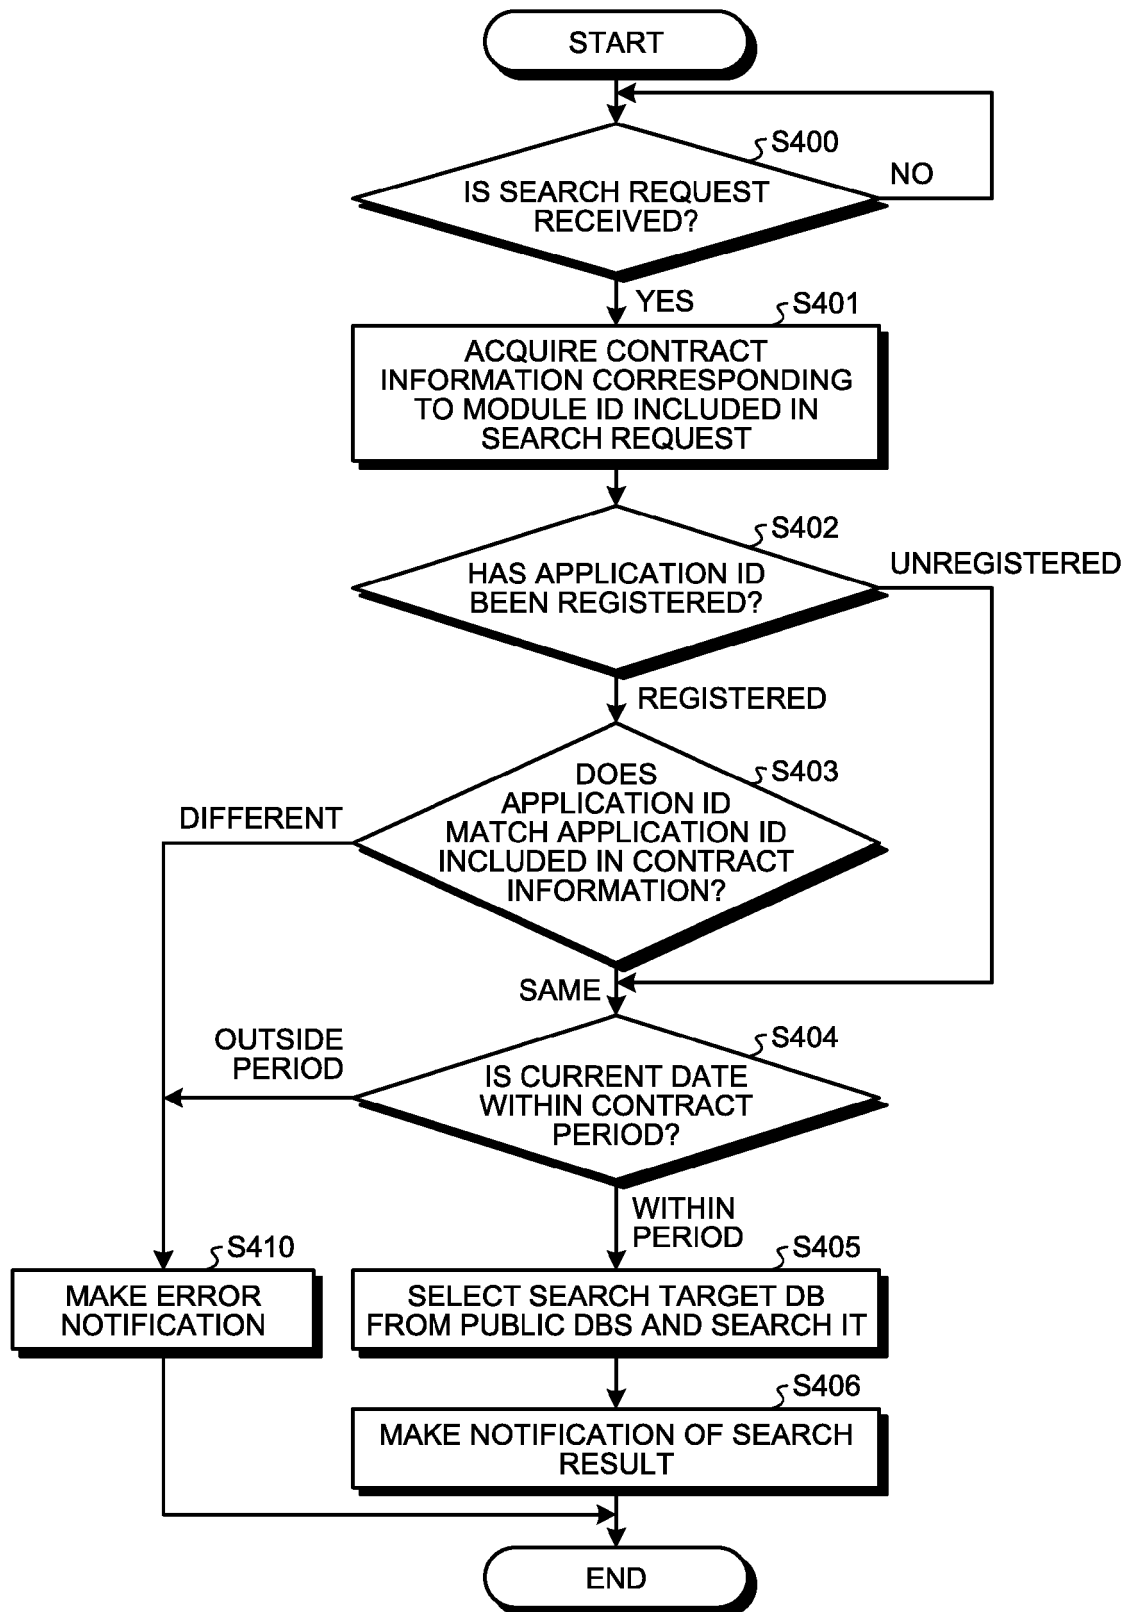 START
S400
IS SEARCH REQUEST
RECEIVED?
NO
YES
S401
ACQUIRE CONTRACT
INFORMATION CORRESPONDING
TO MODULE ID INCLUDED IN
SEARCH REQUEST
S402
HAS APPLICATION ID
BEEN REGISTERED?
UNREGISTERED
REGISTERED
S403
DOES
APPLICATION ID
MATCH APPLICATION ID
INCLUDED IN CONTRACT
INFORMATION?
DIFFERENT
SAME
S404
IS CURRENT DATE
WITHIN CONTRACT
PERIOD?
OUTSIDE
PERIOD
WITHIN
PERIOD
S410
MAKE ERROR
NOTIFICATION
S405
SELECT SEARCH TARGET DB
FROM PUBLIC DBS AND SEARCH IT
S406
MAKE NOTIFICATION OF SEARCH
RESULT
END